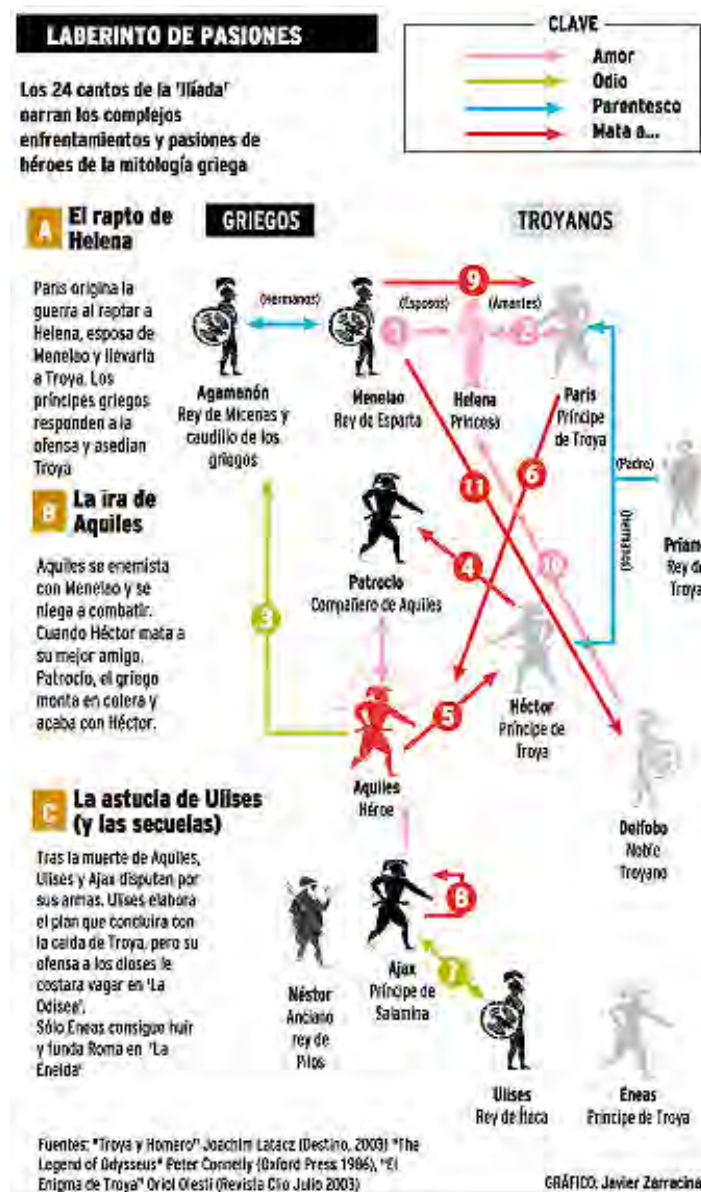 LABERINTO DE PASIONES
Los 24 cantos de la 'Ilíada'
narran los complejos
enfrentamientos y pasiones de
héroes de la mitología griega
CLAVE
Amor
Odio
Parentesco
Mata a...
A
El rapto de
Helena
Paris origina la
guerra al raptar a
Helena, esposa de
Menelao y llevarla
a Troya. Los
príncipes griegos
responden a la
ofensa y asedian
Troya
GRIEGOS
TROYANOS
9
(Hermanos)
(Esposos)
(Amantes)
1
2
Agamenón
Rey de Micenas y
caudillo de los
griegos
Menelao
Rey de Esparta
Helena
Princesa
Paris
Príncipe
de Troya
(Padre)
(Hermanos)
Príamo
Rey de
Troya
6
11
10
B
La ira de
Aquiles
Aquiles se enemista
con Menelao y se
niega a combatir.
Cuando Héctor mata a
su mejor amigo,
Patroclo, el griego
monta en colera y
acaba con Héctor.
3
4
Patroclo
Compañero de Aquiles
5
Héctor
Príncipe de
Troya
Aquiles
Héroe
Deífobo
Noble
Troyano
C
La astucia de Ulises
(y las secuelas)
Tras la muerte de Aquiles,
Ulises y Ajax disputan por
sus armas. Ulises elabora
el plan que concluira con
la caida de Troya, pero su
ofensa a los dioses le
costara vagar en 'La
Odisea'.
Sólo Eneas consigue huir
y funda Roma en 'La
Eneida'
8
7
Néstor
Anciano
rey de
Pilos
Ajax
Príncipe de
Salamina
Ulises
Rey de Ítaca
Eneas
Príncipe de Troya
Fuentes: "Troya y Homero" Joachim Latacz (Destino, 2003) "The
Legend of Odysseus" Peter Connelly (Oxford Press 1986), "El
Enigma de Troya" Oriol Olesti (Revista Clio Julio 2003)
GRÁFICO: Javier Zarracina